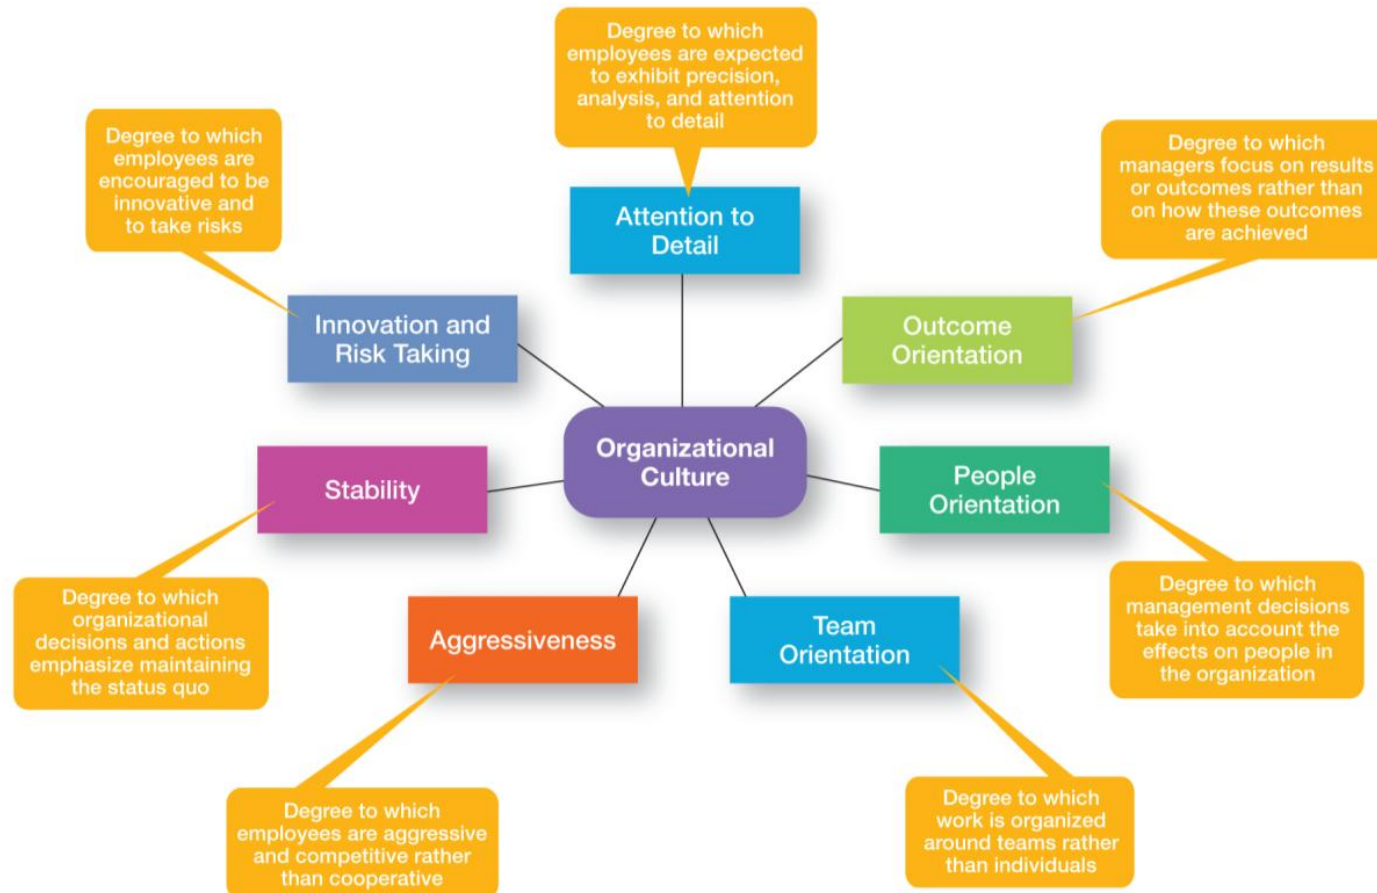 Degree to which
employees are expected
to exhibit precision,
analysis, and attention
to detail
Degree to which
employees are
encouraged to be
innovative and
to take risks
Degree to which
managers focus on results
or outcomes rather than
on how these outcomes
are achieved
Attention to
Detail
Innovation and
Risk Taking
Outcome
Orientation
Organizational
Culture
Stability
People
Orientation
Degree to which
organizational
decisions and actions
emphasize maintaining
the status quo
Aggressiveness
Team
Orientation
Degree to which
management decisions
take into account the
effects on people in
the organization
Degree to which
employees are aggressive
and competitive rather
than cooperative
Degree to which
work is organized
around teams rather
than individuals